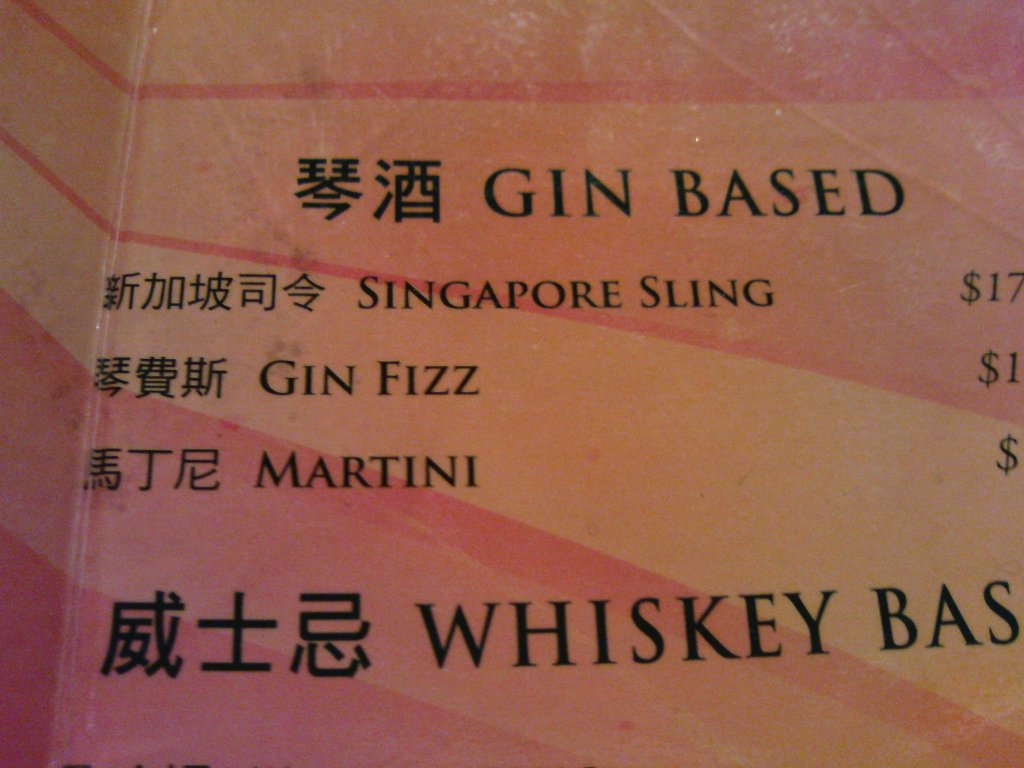 琴酒 GIN BASED
新加坡司令 SINGAPORE SLING $17
琴費斯 GIN FIZZ $1
馬丁尼 MARTINI $
威士忌 WHISKEY BAS